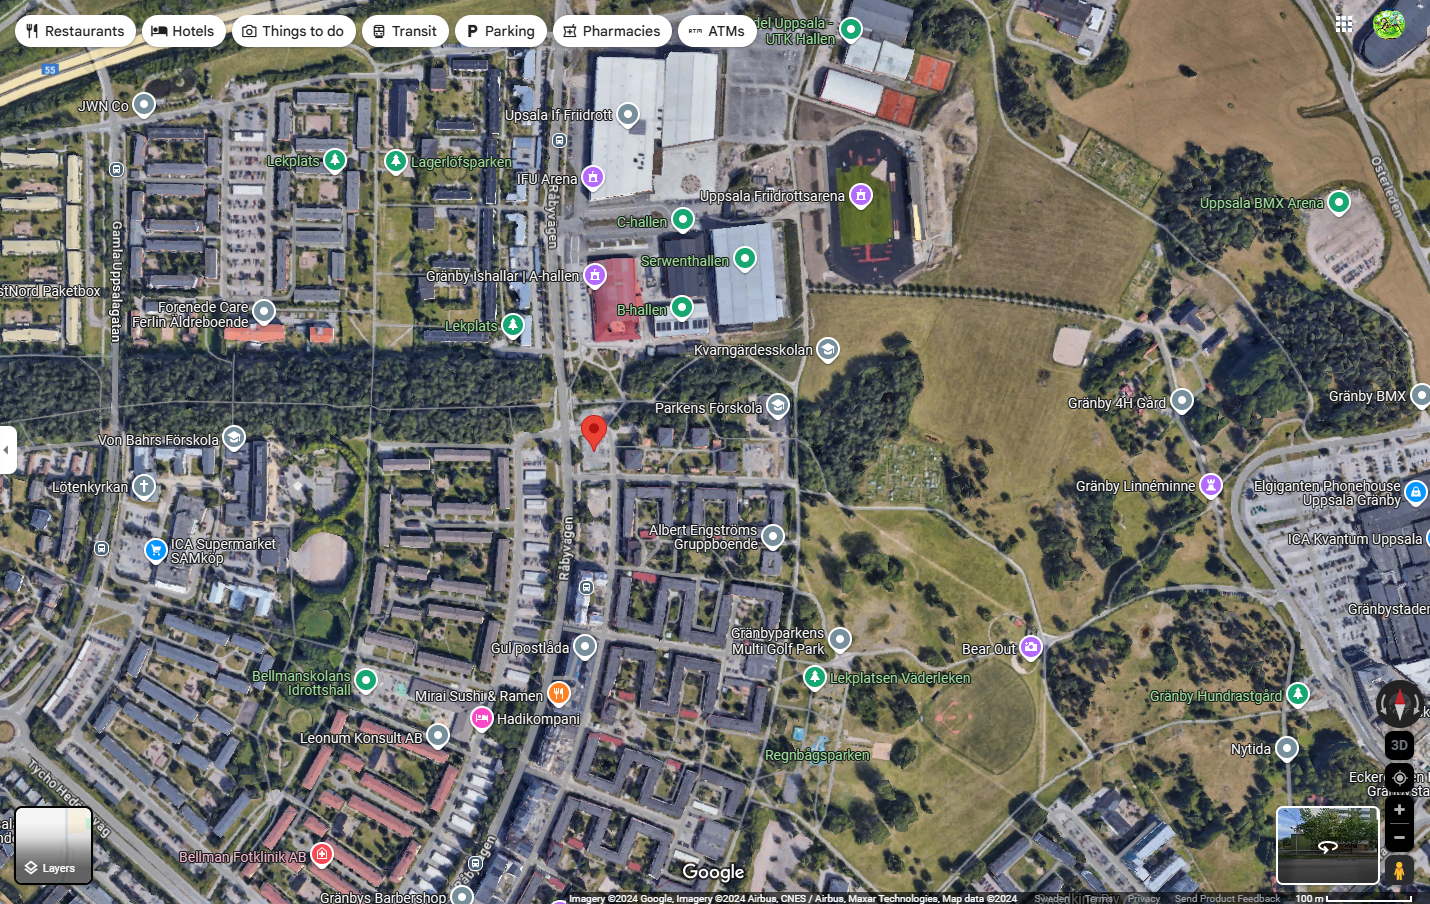 Restaurants
Hotels
Things to do
Transit
Parking
Pharmacies
ATMs
del Uppsala -
UTK Hallen
55
JWN Co
Upsala If Friidrott
Lekplats
Lagerlöfsparken
IFU Arena
Uppsala Friidrottsarena
Österleden
Uppsala BMX Arena
Råbyvägen
C-hallen
Gamla Uppsalagatan
Serwenthallen
Gränby Ishallar | A-hallen
stNord Paketbox
Forenede Care
Ferlin Äldreboende
B-hallen
Lekplats
Kvarngärdesskolan
Parkens Förskola
Gränby 4H Gård
Gränby BMX
Von Bahrs Förskola
Lötenkyrkan
Gränby Linnéminne
Elgiganten Phonehouse
Uppsala Gränby
ICA Supermarket
SAMköp
Albert Engströms
Gruppboende
ICA Kvantum Uppsala
Råbyvägen
Gränbystaden
Gränbyparkens
Multi Golf Park
Gul postlåda
Bear Out
Bellmanskolans
Idrottshall
Lekplatsen Väderleken
Mirai Sushi & Ramen
Gränby Hundrastgård
Hadikompani
Leonum Konsult AB
Nytida
3D
Regnbågsparken
Bellman Fotklinik AB
Layers
Google
Gränbys Barbershop
Imagery ©2024 Google, Imagery ©2024 Airbus, CNES / Airbus, Maxar Technologies, Map data ©2024
Sweden
Terms
Privacy
Send Product Feedback
100 m